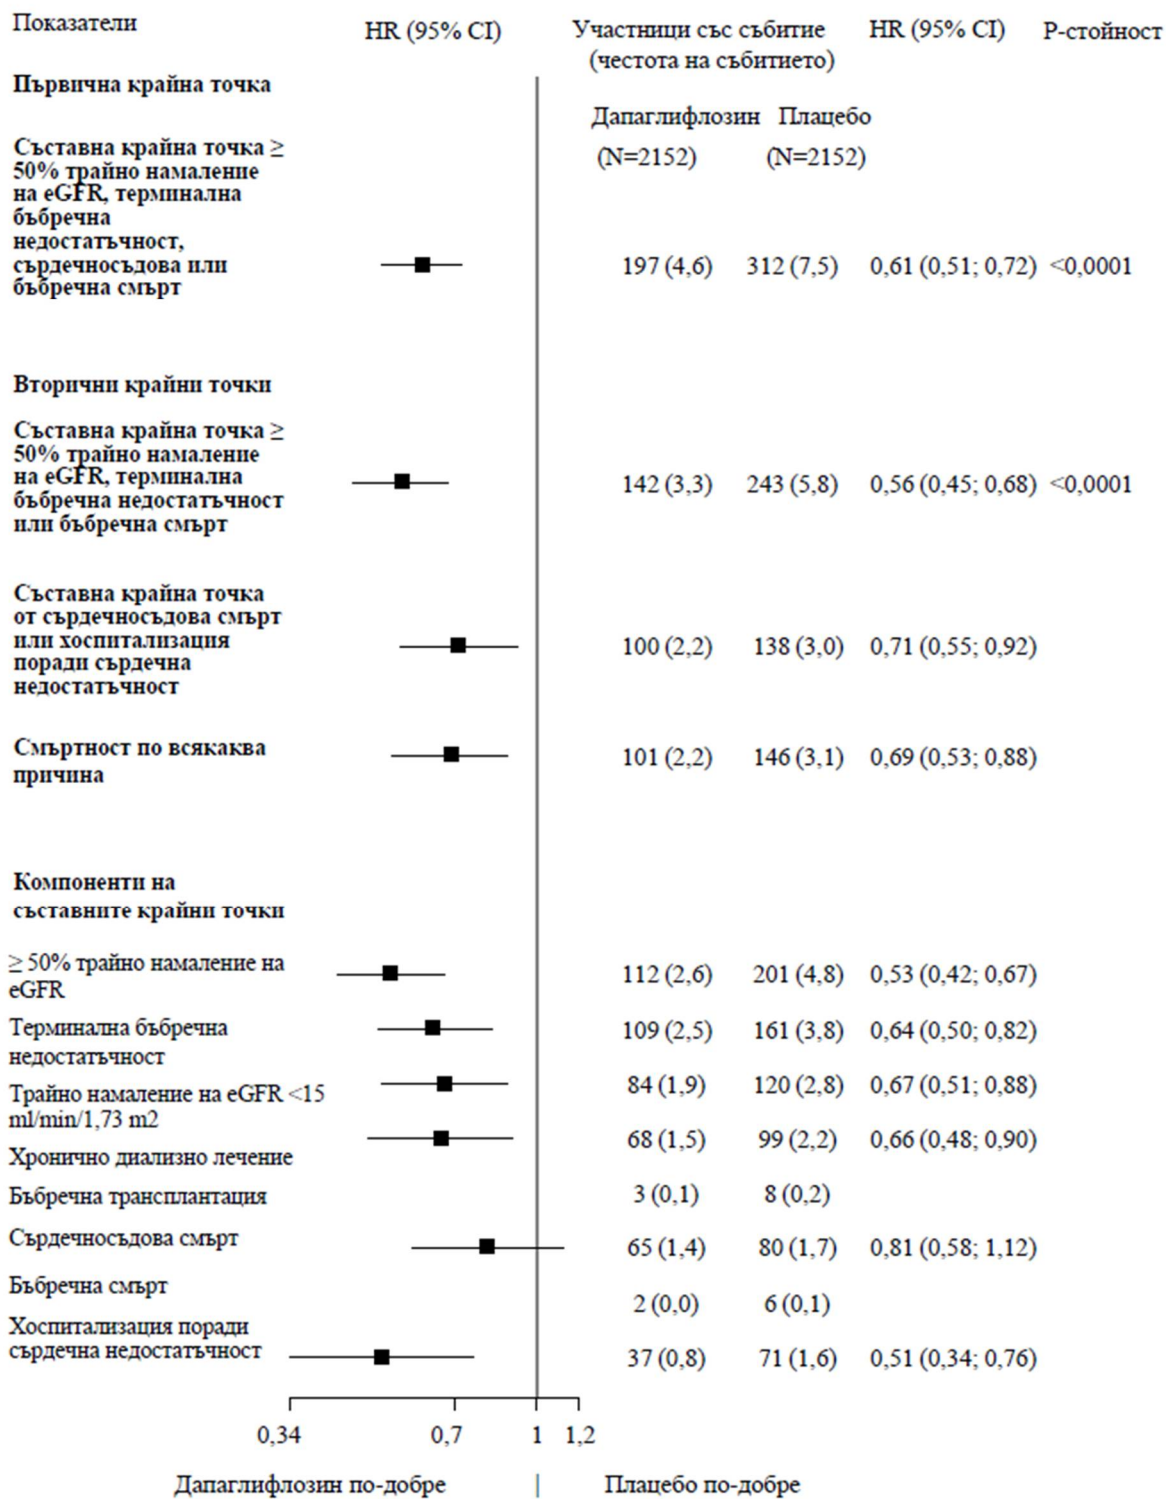 Показатели HR (95% CI) Участници със събитие HR (95% CI) Р-стойност
(честота на събитието)
Първична крайна точка
Дапаглифлозин Плацебо
(N=2152) (N=2152)
Съставна крайна точка ≥
50% трайно намаление
на eGFR, терминална
бъбречна
недостатъчност,
сърдечносъдова или
бъбречна смърт
197 (4,6) 312 (7,5) 0,61 (0,51; 0,72) <0,0001
Вторични крайни точки
Съставна крайна точка ≥
50% трайно намаление
на eGFR, терминална
бъбречна недостатъчност
или бъбречна смърт
142 (3,3) 243 (5,8) 0,56 (0,45; 0,68) <0,0001
Съставна крайна точка
от сърдечносъдова смърт
или хоспитализация
поради сърдечна
недостатъчност
100 (2,2) 138 (3,0) 0,71 (0,55; 0,92)
Смъртност по всякаква
причина
101 (2,2) 146 (3,1) 0,69 (0,53; 0,88)
Компоненти на
съставните крайни точки
≥ 50% трайно намаление на
eGFR
112 (2,6) 201 (4,8) 0,53 (0,42; 0,67)
Терминална бъбречна
недостатъчност
109 (2,5) 161 (3,8) 0,64 (0,50; 0,82)
Трайно намаление на eGFR <15
ml/min/1,73 m2
84 (1,9) 120 (2,8) 0,67 (0,51; 0,88)
Хронично диализно лечение
68 (1,5) 99 (2,2) 0,66 (0,48; 0,90)
Бъбречна трансплантация
3 (0,1) 8 (0,2)
Сърдечносъдова смърт
65 (1,4) 80 (1,7) 0,81 (0,58; 1,12)
Бъбречна смърт
2 (0,0) 6 (0,1)
Хоспитализация поради
сърдечна недостатъчност
37 (0,8) 71 (1,6) 0,51 (0,34; 0,76)
0,34 0,7 1 1,2
Дапаглифлозин по-добре | Плацебо по-добре